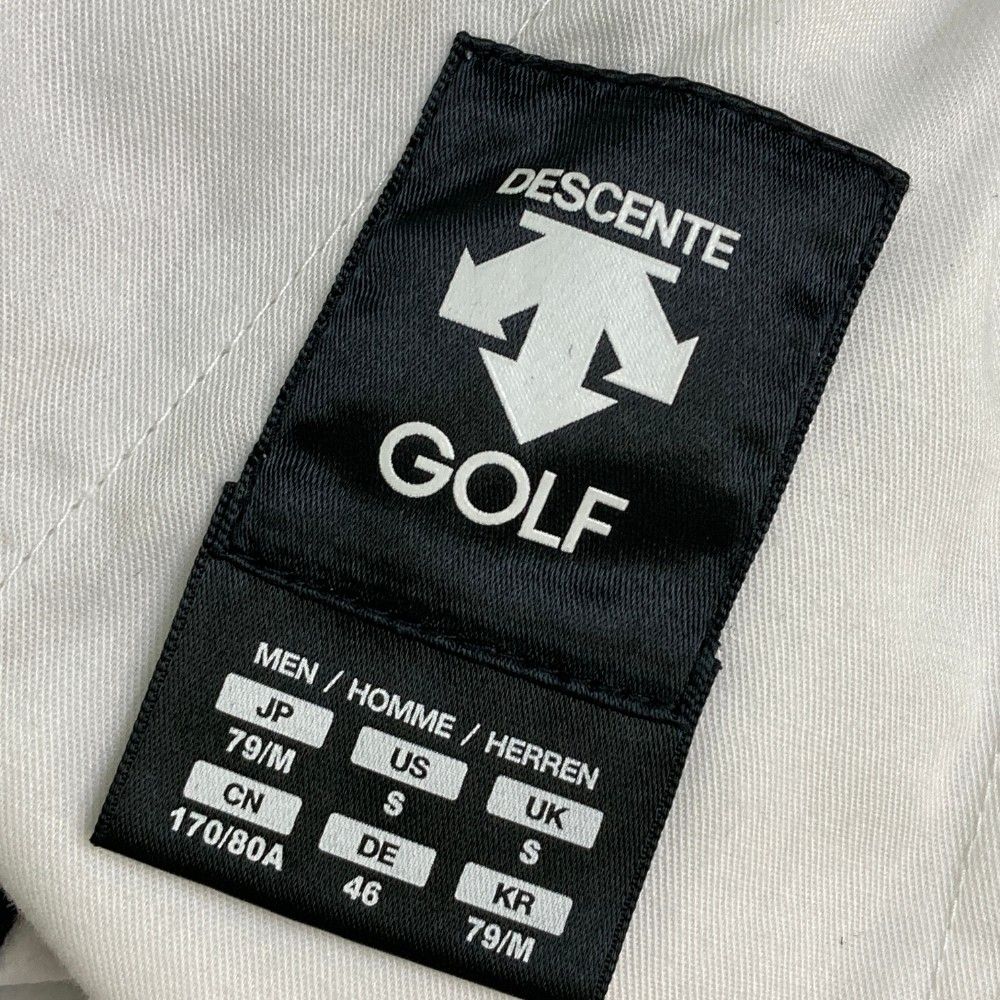 DESCENTE
GOLF
MEN / HOMME / HERREN
JP US UK
79/M S S
CN DE KR
170/80A 46 79/M